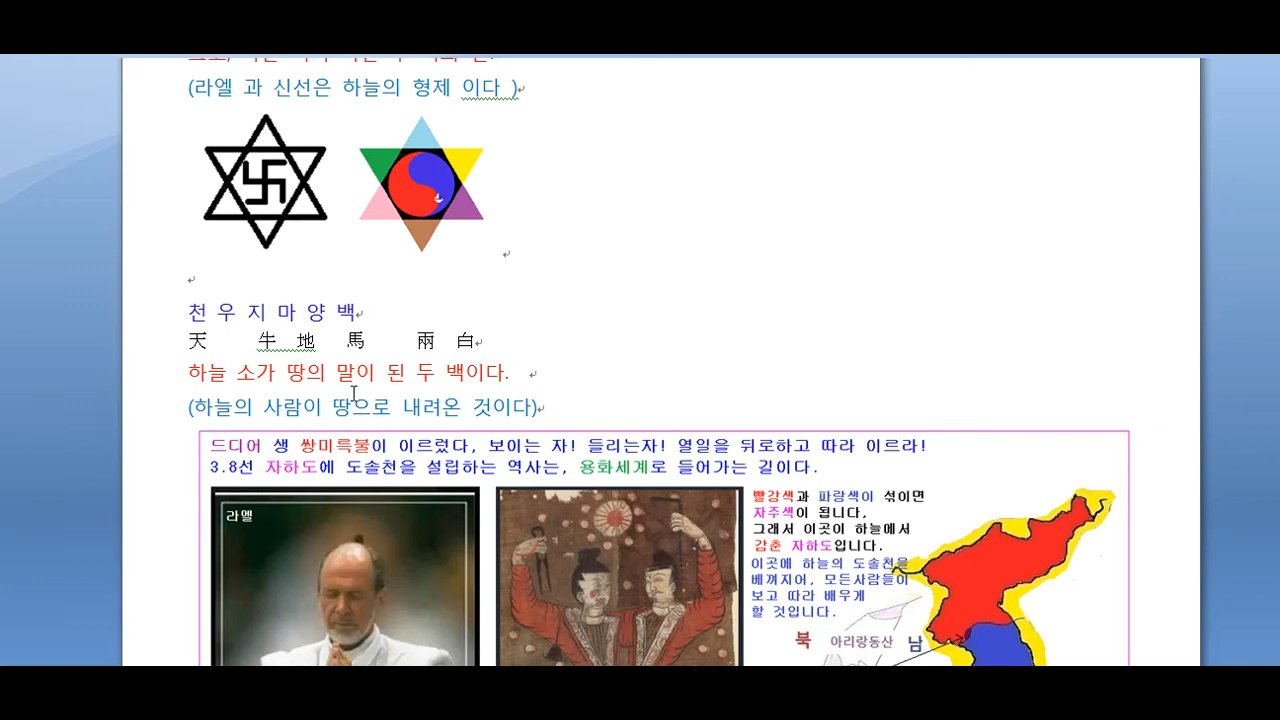 (라엘 과 신선은 하늘의 형제 이다 )
천 우 지 마 양 백
天 牛 地 馬 兩 白
하늘 소가 땅의 말이 된 두 백이다.
(하늘의 사람이 땅으로 내려온 것이다)
드디어 생 쌍미륵불이 이르렀다, 보이는 자! 들리는자! 열일을 뒤로하고 따라 이르라!
3.8선 자하도에 도솔천을 설립하는 역사는, 용화세계로 들어가는 길이다.
라엘
빨강색과 파랑색이 섞이면
자주색이 됩니다,
그래서 이곳이 하늘에서
감춘 자하도입니다.
이곳에 하늘의 도솔천을
베껴지어, 모든사람들이
보고 따라 배우게
할 것입니다.
북 아리랑동산 남